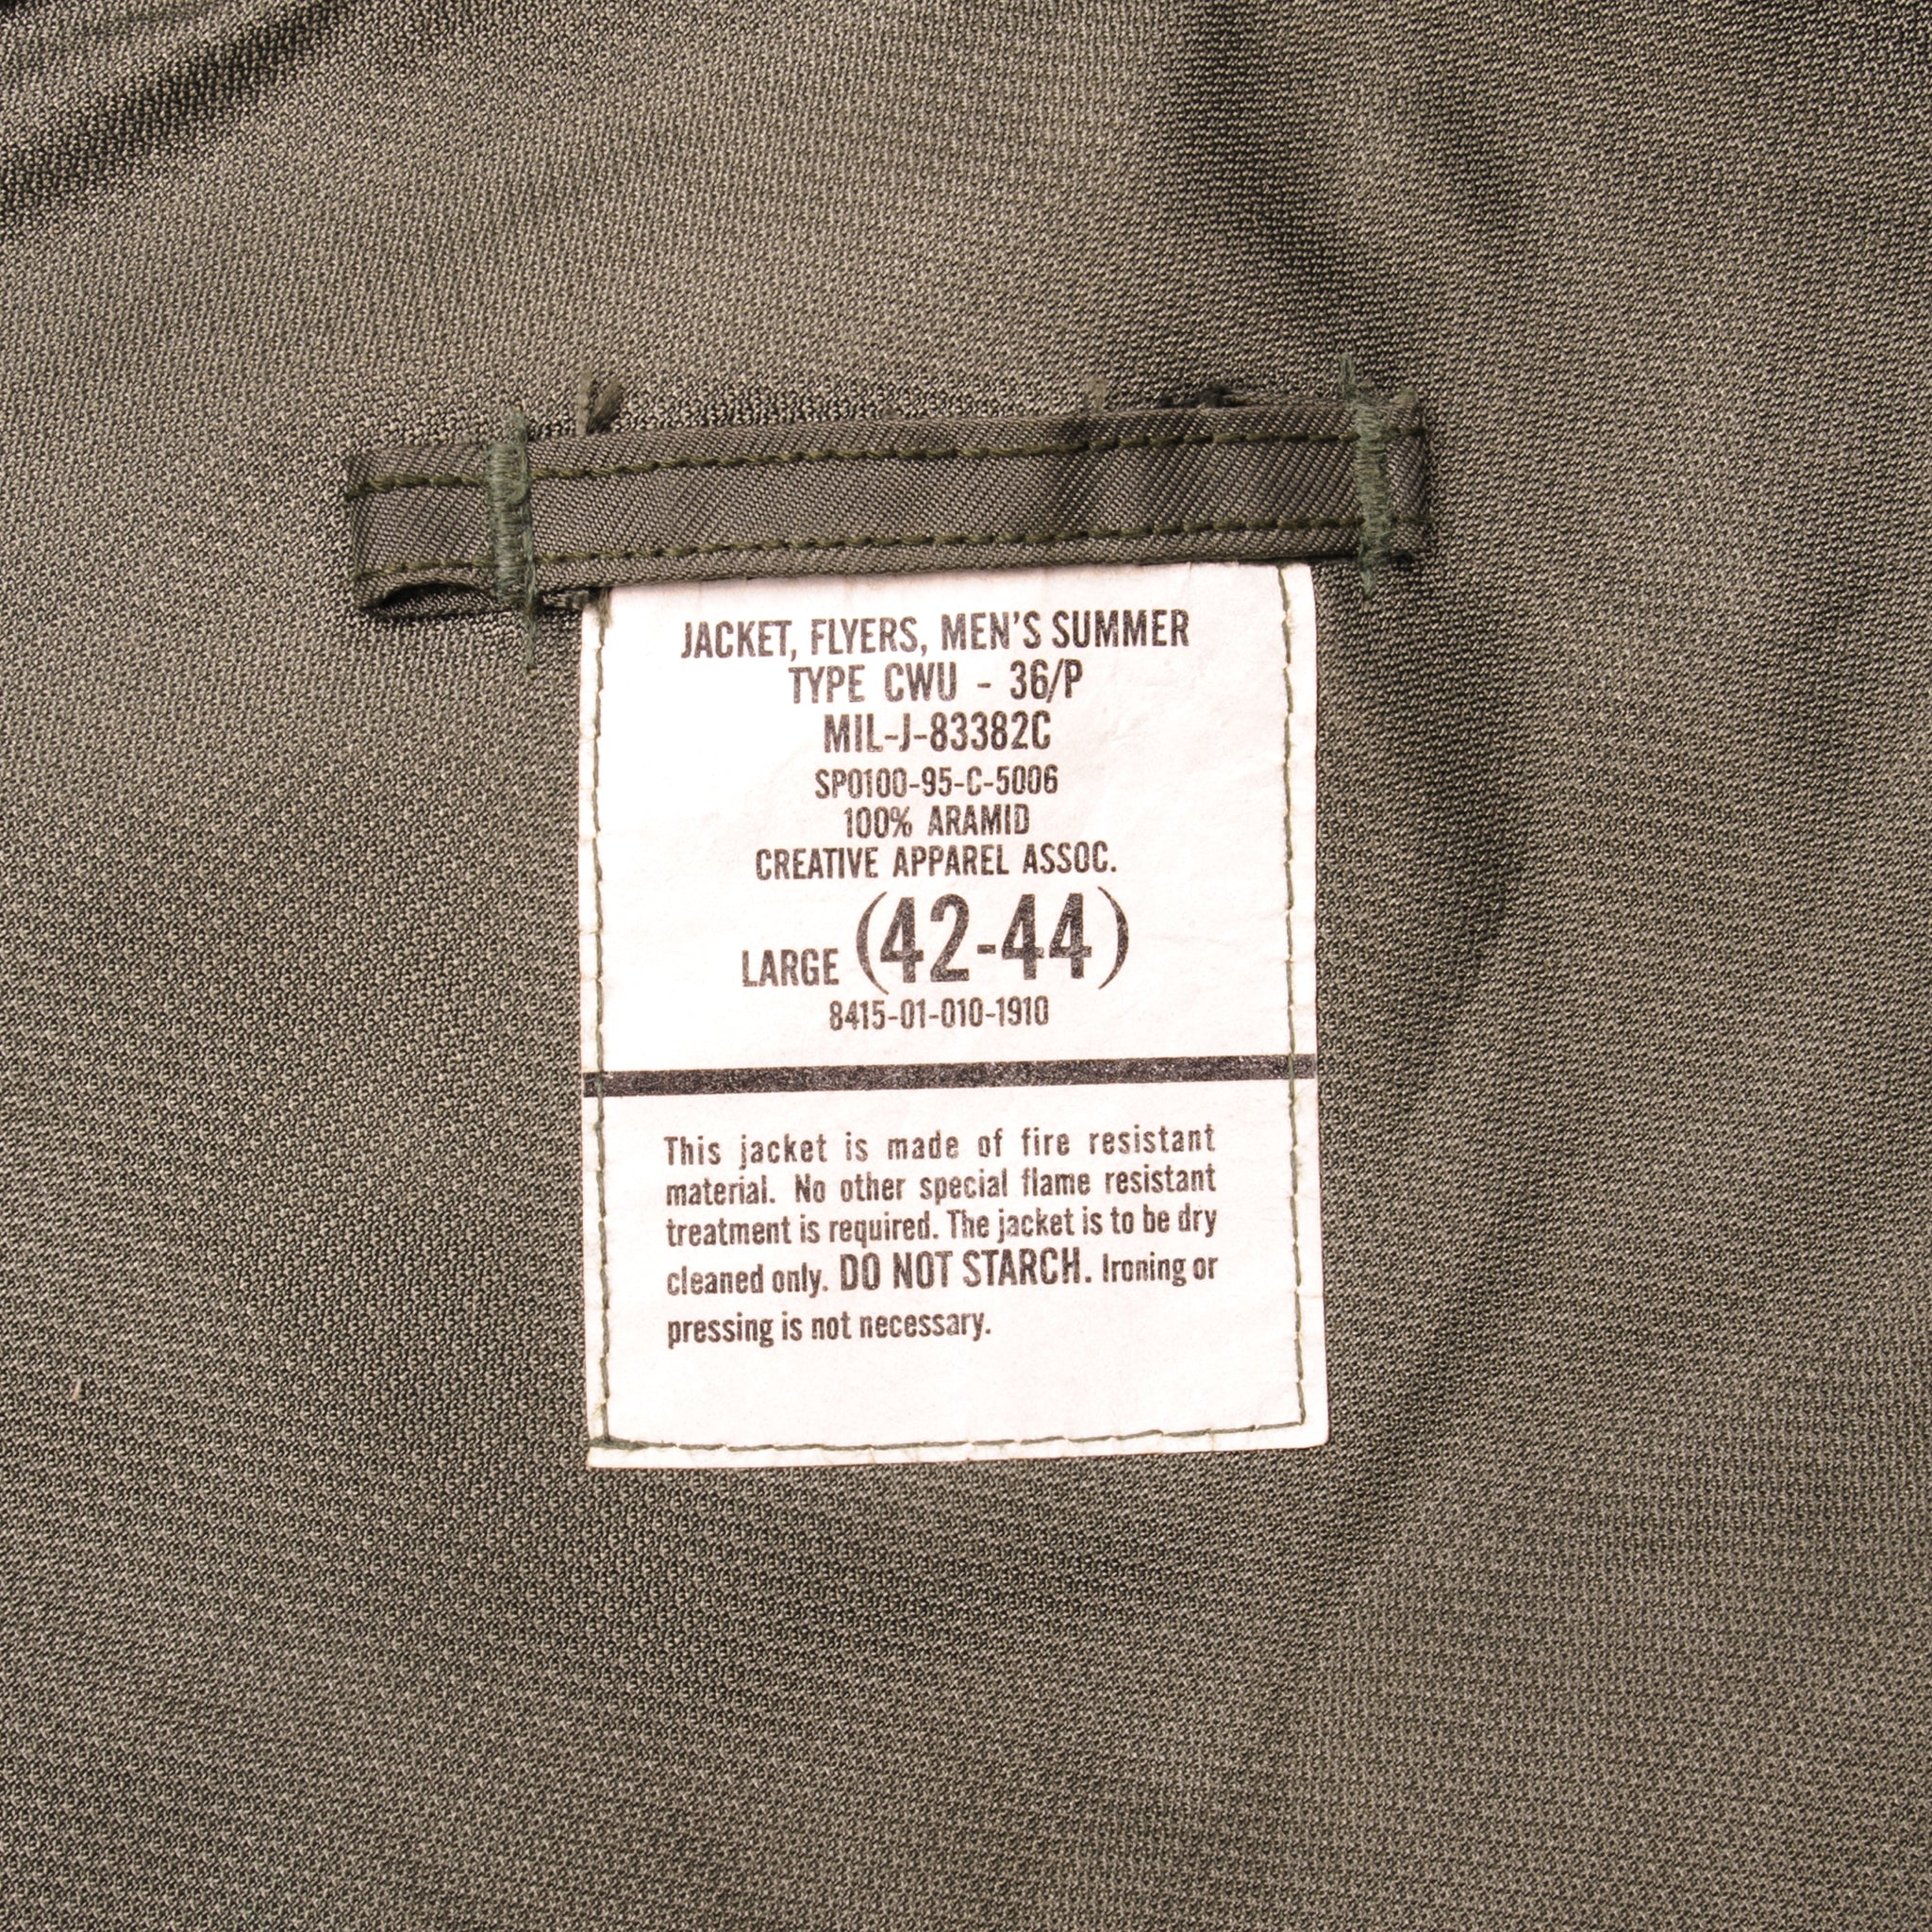 JACKET, FLYERS, MEN'S SUMMER
TYPE CWU - 36/P
MIL-J-83382C
SP0100-95-C-5006
100% ARAMID
CREATIVE APPAREL ASSOC.
LARGE (42-44)
8415-01-010-1910
This jacket is made of fire resistant
material. No other special flame resistant
treatment is required. The jacket is to be dry
cleaned only. DO NOT STARCH. Ironing or
pressing is not necessary.